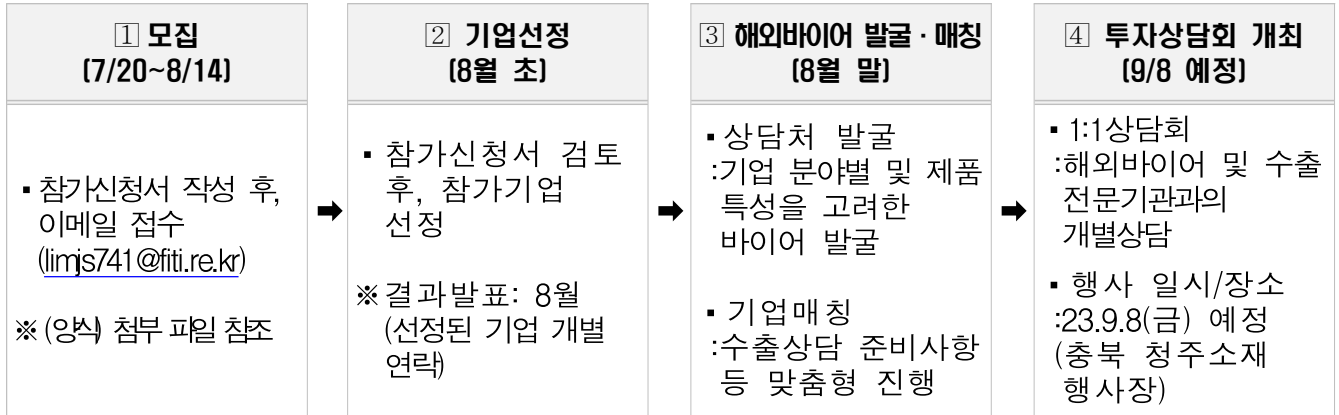 1 모집
(7/20~8/14)
▪ 참가신청서 작성 후,
이메일 접수
(limjs741@fiti.re.kr)
※ (양식) 첨부 파일 참조
➡
2 기업선정
(8월 초)
▪ 참가신청서 검토
후, 참가기업
선정
※ 결과발표: 8월
(선정된 기업 개별
연락)
➡
3 해외바이어 발굴·매칭
(8월 말)
▪ 상담처 발굴
:기업 분야별 및 제품
특성을 고려한
바이어 발굴
▪ 기업매칭
:수출상담 준비사항
등 맞춤형 진행
➡
4 투자상담회 개최
(9/8 예정)
▪ 1:1상담회
:해외바이어 및 수출
전문기관과의
개별상담
▪ 행사 일시/장소
:23.9.8(금) 예정
(충북 청주소재
행사장)